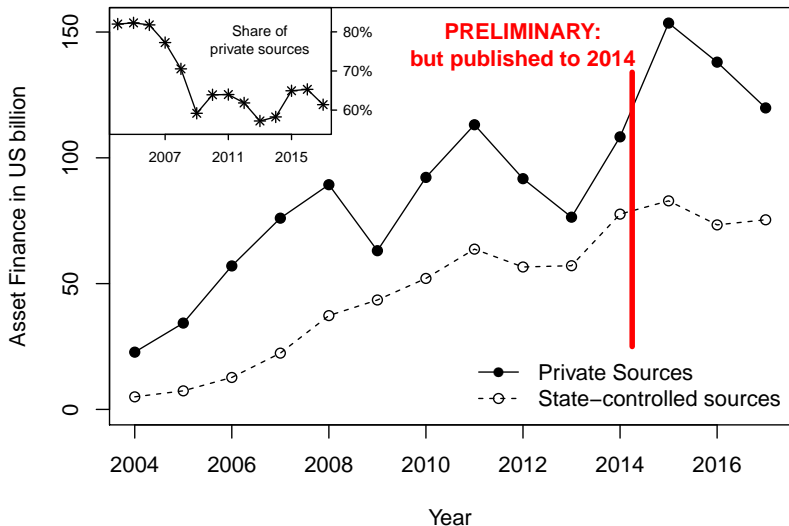 Share of
private sources
80%
70%
60%
2007
2011
2015
PRELIMINARY:
but published to 2014
Asset Finance in US billion
150
100
50
0
Private Sources
State−controlled sources
2004
2006
2008
2010
2012
2014
2016
Year